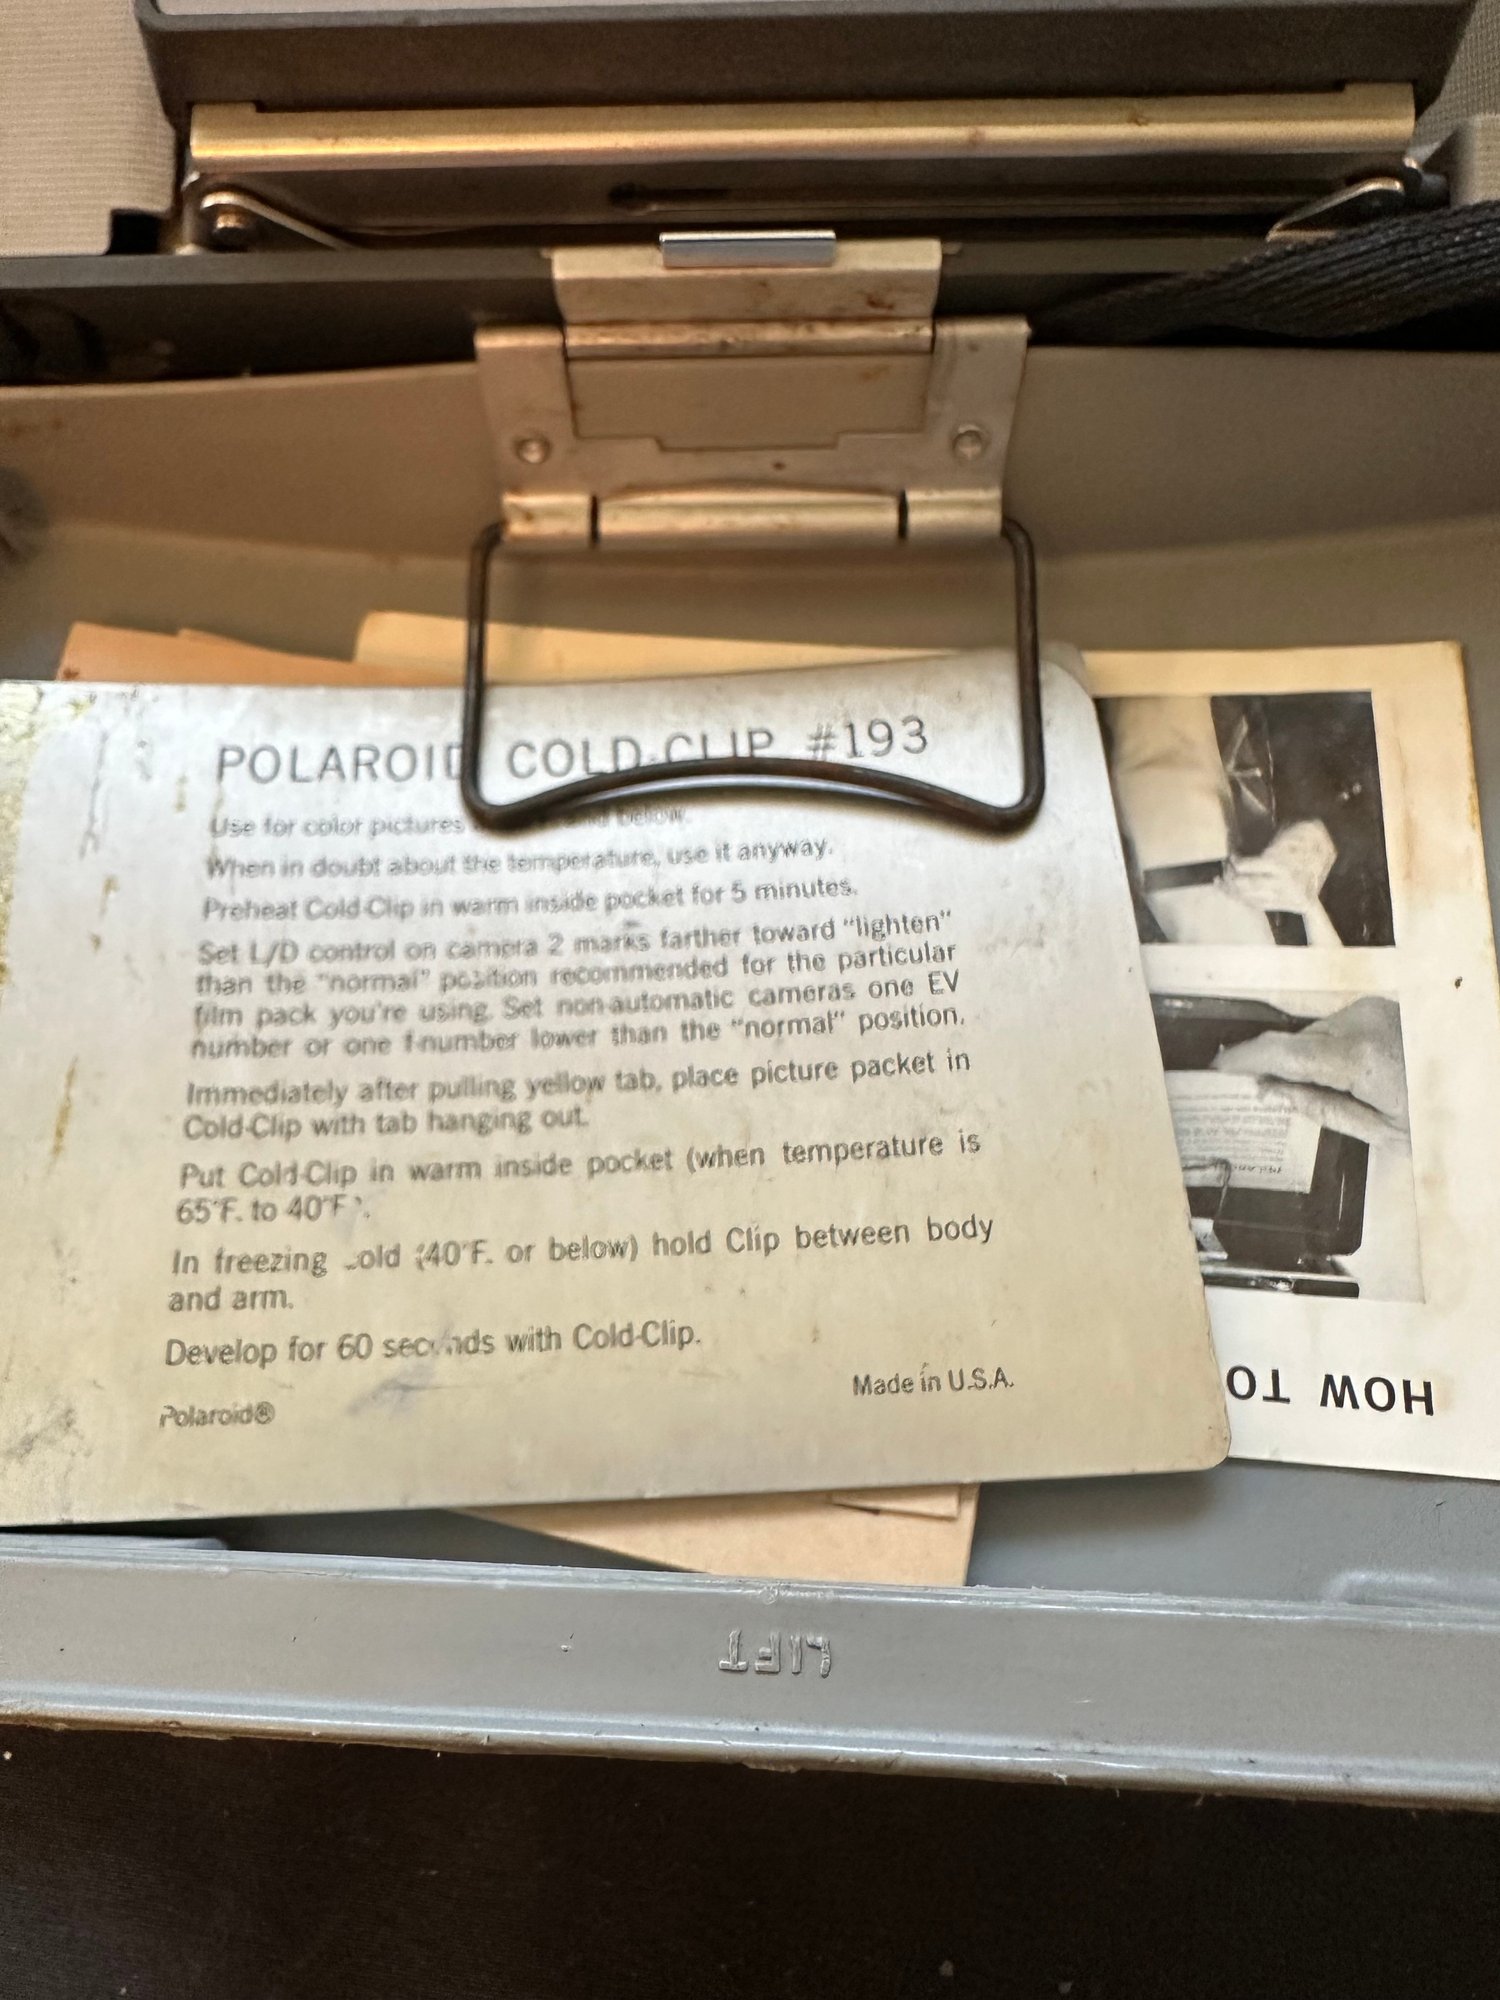 POLAROID COLD-CLIP #193
Use for color pictures below.
When in doubt about the temperature, use it anyway.
Preheat Cold-Clip in warm inside pocket for 5 minutes.
Set L/D control on camera 2 marks farther toward "lighten"
than the "normal" position recommended for the particular
film pack you're using. Set non-automatic cameras one EV
number or one f-number lower than the "normal" position.
Immediately after pulling yellow tab, place picture packet in
Cold-Clip with tab hanging out.
Put Cold-Clip in warm inside pocket (when temperature is
65°F. to 40°F.).
In freezing cold (40°F. or below) hold Clip between body
and arm.
Develop for 60 seconds with Cold-Clip.
Made in U.S.A.
Polaroid®
HOW TO
LIFT